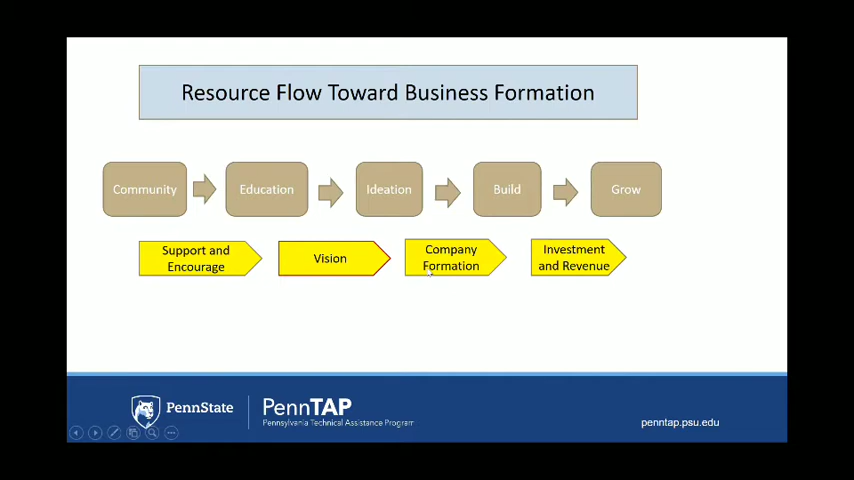 Resource Flow Toward Business Formation
Community
Education
Ideation
Build
Grow
Support and
Encourage
Vision
Company
Formation
Investment
and Revenue
PennState
PennTAP
Pennsylvania Technical Assistance Program
penntap.psu.edu